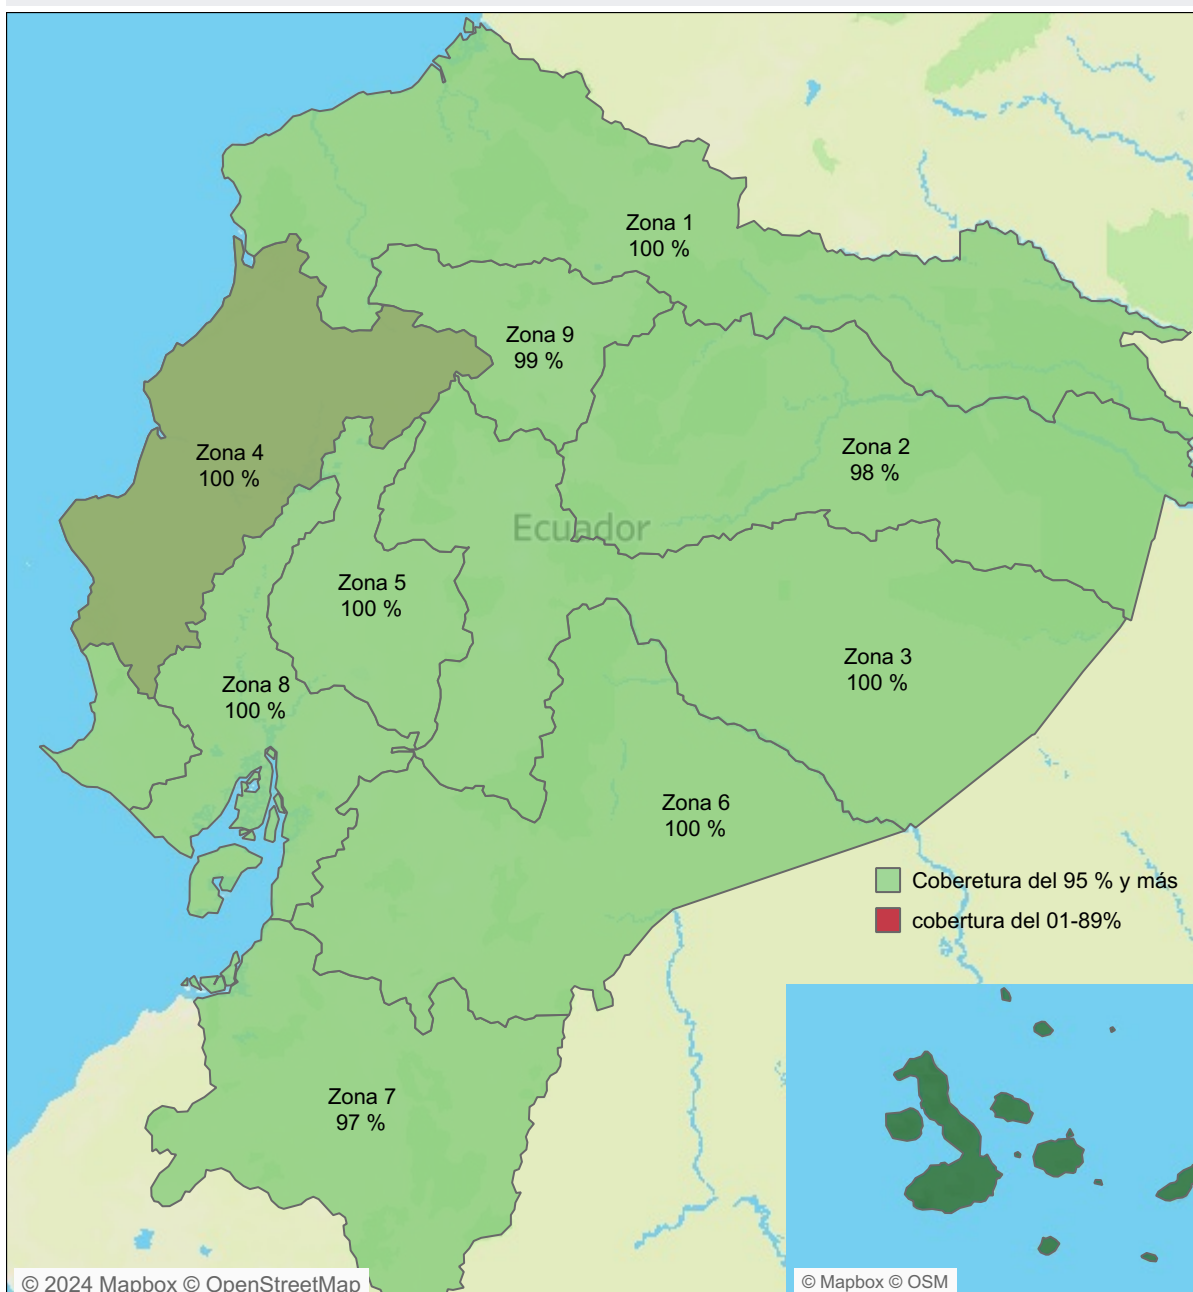 Zona 1
100 %
Zona 9
99 %
Zona 4
100 %
Zona 2
98 %
Ecuador
Zona 5
100 %
Zona 3
100 %
Zona 8
100 %
Zona 6
100 %
Coberetura del 95 % y más
cobertura del 01-89%
Zona 7
97 %
© 2024 Mapbox © OpenStreetMap
© Mapbox © OSM